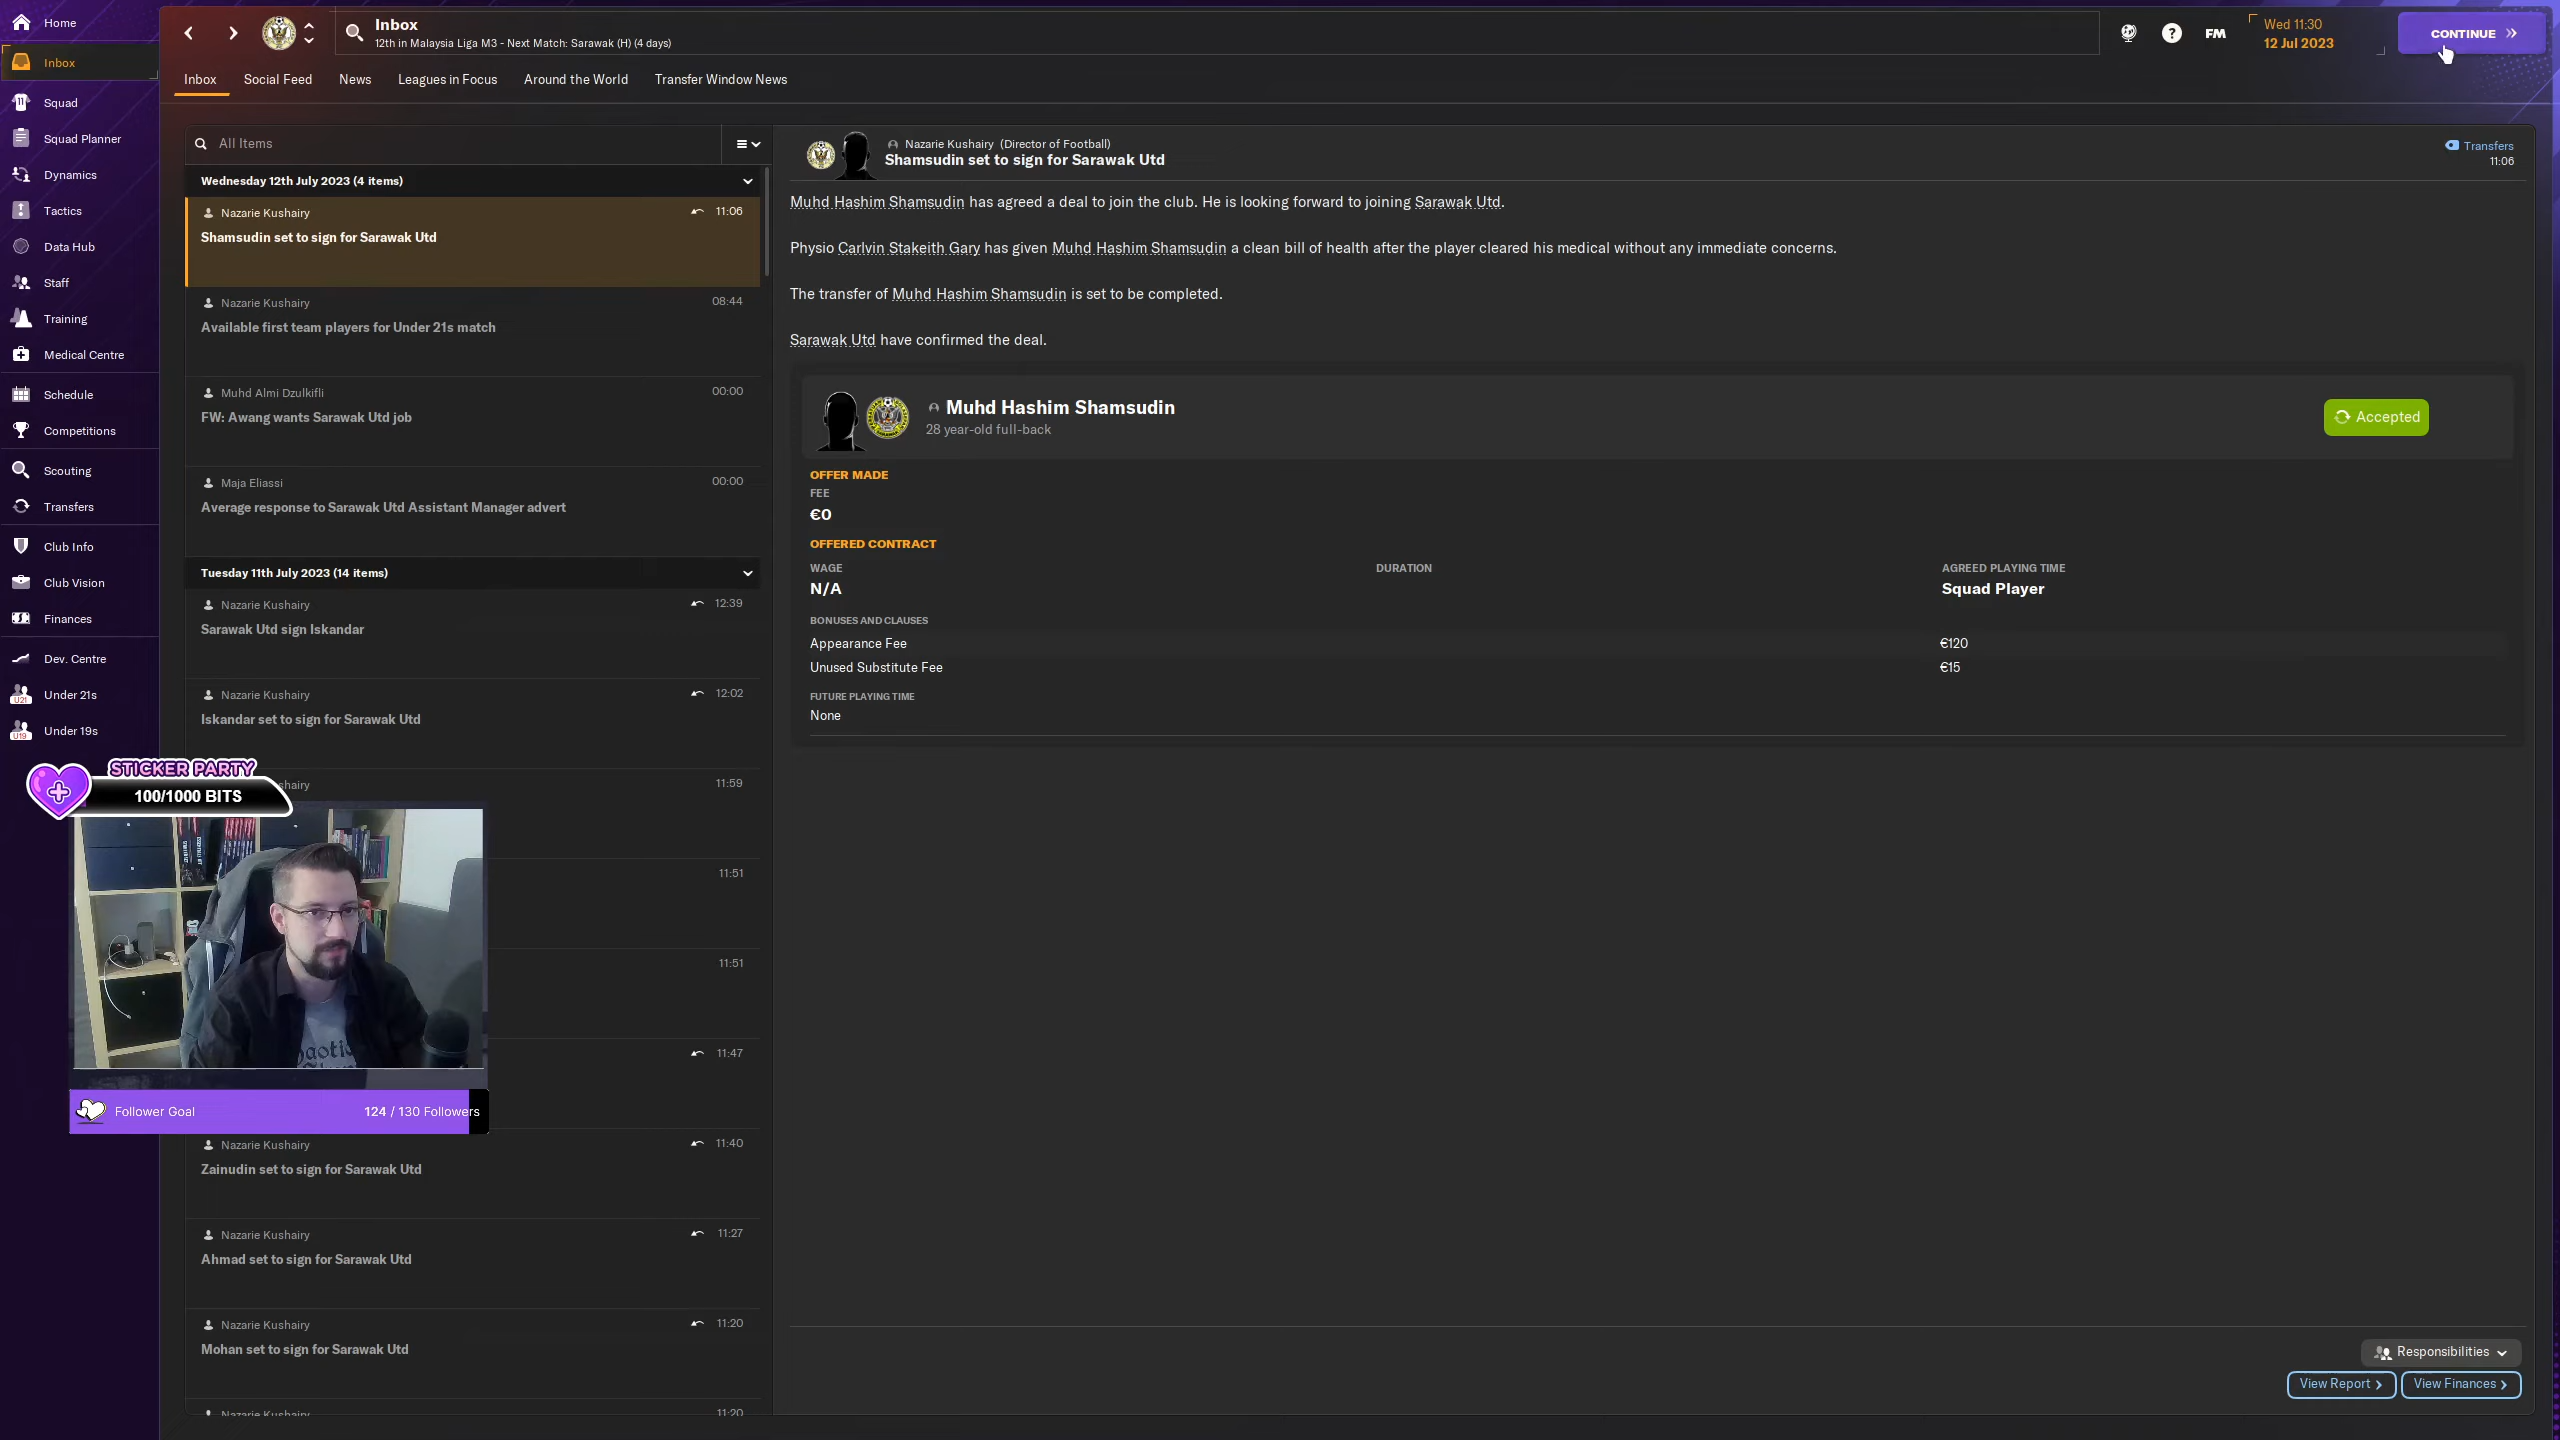 Home
Inbox
Squad
Squad Planner
Dynamics
Tactics
Data Hub
Staff
Training
Medical Centre
Schedule
Competitions
Scouting
Transfers
Club Info
Club Vision
Finances
Dev. Centre
Under 21s
Under 19s
Inbox
12th in Malaysia Liga M3 - Next Match: Sarawak (H) (4 days)
FM
Wed 11:30
12 Jul 2023
CONTINUE
Inbox Social Feed News Leagues in Focus Around the World Transfer Window News
All Items
Wednesday 12th July 2023 (4 items)
Nazarie Kushairy 11:06
Shamsudin set to sign for Sarawak Utd
Nazarie Kushairy 08:44
Available first team players for Under 21s match
Muhd Almi Dzulkifli 00:00
FW: Awang wants Sarawak Utd job
Maja Eliassi 00:00
Average response to Sarawak Utd Assistant Manager advert
Tuesday 11th July 2023 (14 items)
Nazarie Kushairy 12:39
Sarawak Utd sign Iskandar
Nazarie Kushairy 12:02
Iskandar set to sign for Sarawak Utd
shairy 11:59
11:51
11:51
11:47
Nazarie Kushairy 11:40
Zainudin set to sign for Sarawak Utd
Nazarie Kushairy 11:27
Ahmad set to sign for Sarawak Utd
Nazarie Kushairy 11:20
Mohan set to sign for Sarawak Utd
Nazarie Kushairy 11:20
STICKER PARTY
100/1000 BITS
Follower Goal 124 / 130 Followers
Nazarie Kushairy (Director of Football)
Shamsudin set to sign for Sarawak Utd
Transfers
11:06
Muhd Hashim Shamsudin has agreed a deal to join the club. He is looking forward to joining Sarawak Utd.
Physio Carlvin Stakeith Gary has given Muhd Hashim Shamsudin a clean bill of health after the player cleared his medical without any immediate concerns.
The transfer of Muhd Hashim Shamsudin is set to be completed.
Sarawak Utd have confirmed the deal.
Muhd Hashim Shamsudin
28 year-old full-back
Accepted
OFFER MADE
FEE
€0
OFFERED CONTRACT
WAGE DURATION AGREED PLAYING TIME
N/A Squad Player
BONUSES AND CLAUSES
Appearance Fee €120
Unused Substitute Fee €15
FUTURE PLAYING TIME
None
Responsibilities
View Report View Finances